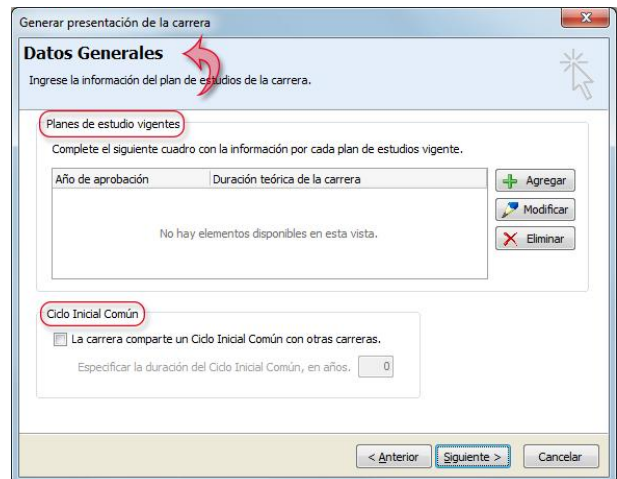 Generar presentación de la carrera
Datos Generales
Ingrese la información del plan de estudios de la carrera.
Planes de estudio vigentes
Complete el siguiente cuadro con la información por cada plan de estudios vigente.
Año de aprobación Duración teórica de la carrera
No hay elementos disponibles en esta vista.
Agregar
Modificar
Eliminar
Ciclo Inicial Común
La carrera comparte un Ciclo Inicial Común con otras carreras.
Especificar la duración del Ciclo Inicial Común, en años. 0
< Anterior Siguiente > Cancelar